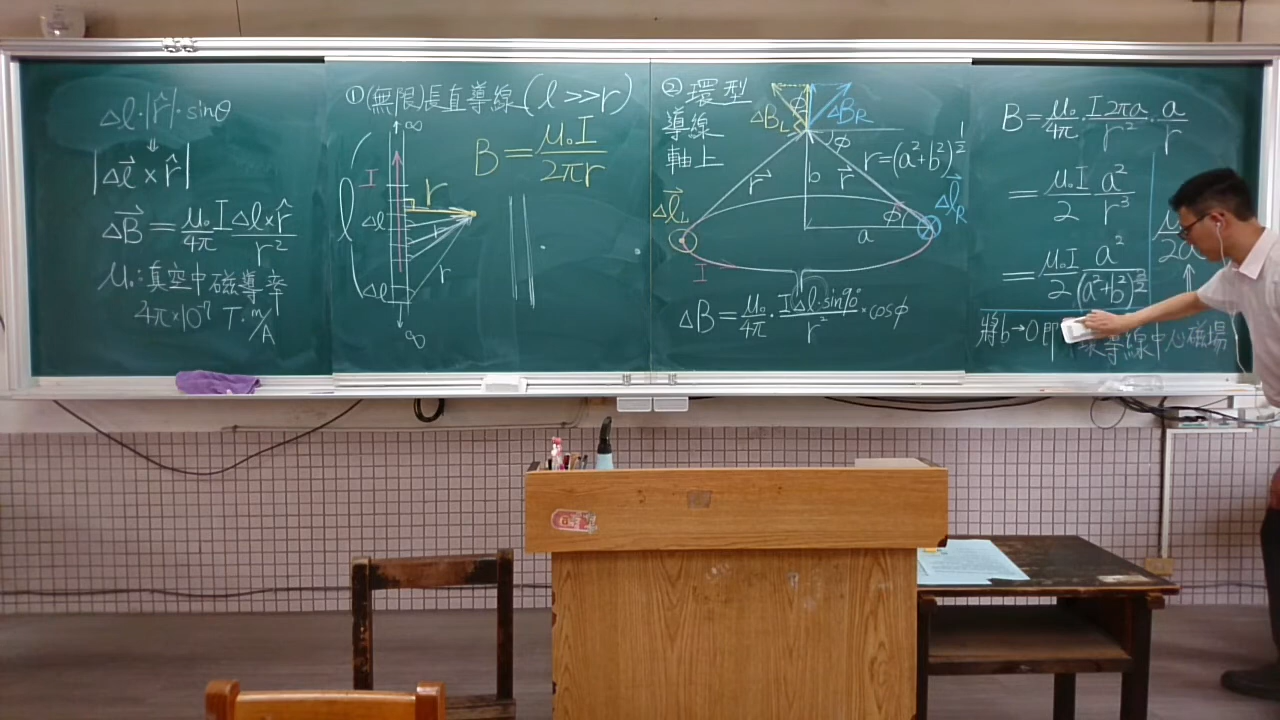 Δl·|r̂|·sinθ
⇓
|Δl⃗ × r̂|
ΔB⃗ = μ₀/4π IΔl×r̂/r²
μ₀:真空中磁導率
4π×10⁻⁷ T·m/A
①(無限)長直導線(l>>r)
∞
B = μ₀I/2πr
I
r
l
Δl
r
Δl
∞
②環型
導線
軸上
ΔB_L
φ
ΔB_R
φ
r=(a²+b²)^½
r⃗
b
r⃗
Δl⃗_L
Δl⃗_R
φ
a
I
ΔB = μ₀/4π · IΔl·sin90°/r² · cosφ
B = μ₀/4π · I2πa/r² · a/r
= μ₀I/2 a²/r³
= μ₀I/2 a²/(a²+b²)^3/2
2a
將b→0即
導線中心磁場